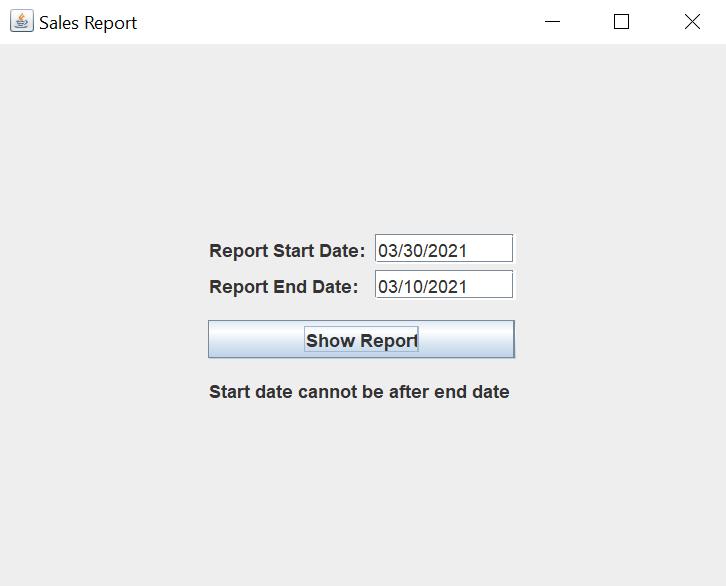 Sales Report
Report Start Date: 03/30/2021
Report End Date: 03/10/2021
Show Report
Start date cannot be after end date